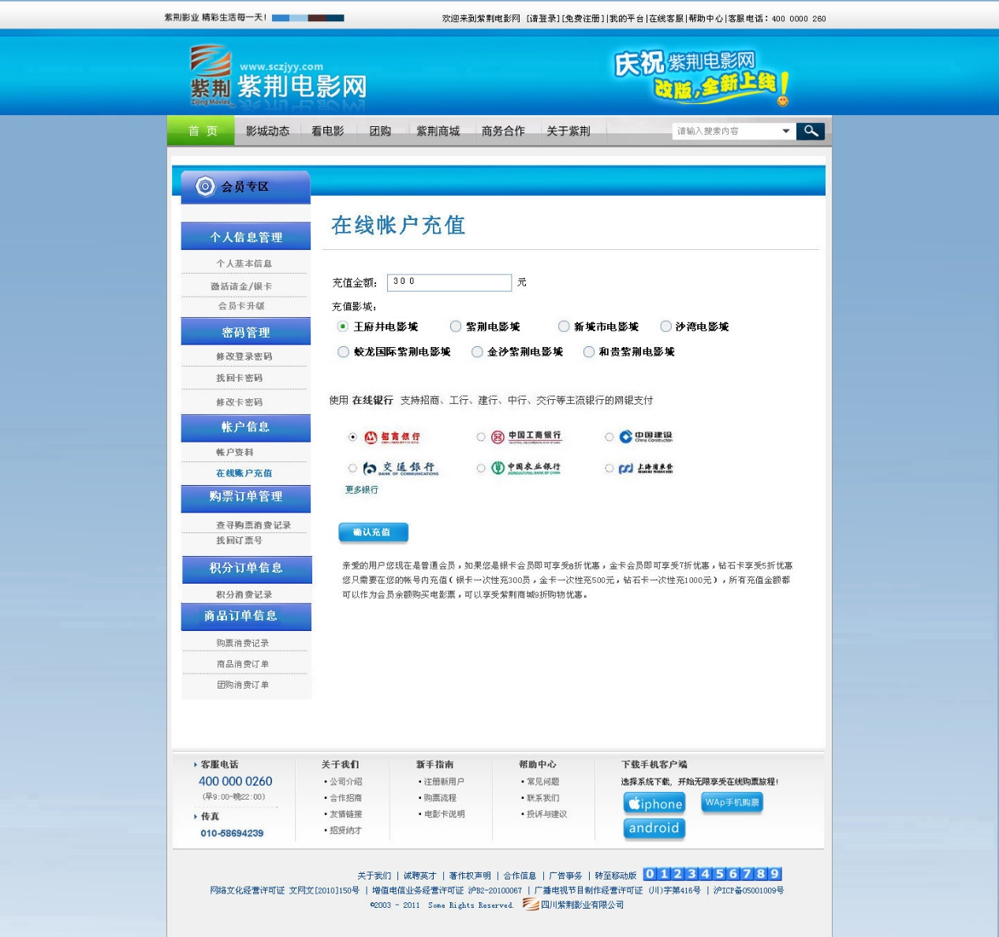 紫荆影业 精彩生活每一天！
欢迎来到紫荆电影网 [请登录][免费注册]|我的平台|在线客服|帮助中心|客服电话：400 0000 260
紫荆
Zijing Movies
www.sczjyy.com
紫荆电影网
庆祝紫荆电影网
改版,全新上线！
首 页 影城动态 看电影 团购 紫荆商城 商务合作 关于紫荆 请输入搜索内容
会员专区
个人信息管理
个人基本信息
激活请金/银卡
会员卡升级
密码管理
修改登录密码
找回卡密码
修改卡密码
帐户信息
帐户资料
在线账户充值
购票订单管理
查寻购票消费记录
找回订票号
积分订单信息
积分消费记录
商品订单信息
购票消费记录
商品消费订单
团购消费订单
在线帐户充值
充值金额： 300 元
充值影城：
王府井电影城 紫荆电影城 新城市电影城 沙湾电影城
蛟龙国际紫荆电影城 金沙紫荆电影城 和贵紫荆电影城
使用 在线银行 支持招商、工行、建行、中行、交行等主流银行的网银支付
招商银行 中国工商银行 中国建设 China Construction
交通银行 BANK OF COMMUNICATIONS 中国农业银行 AGRICULTURAL BANK OF CHINA 上海浦东发
更多银行
确认充值
亲爱的用户您现在是普通会员，如果您是银卡会员即可享受8折优惠，金卡会员即可享受7折优惠，钻石卡享受5折优惠
您只需要在您的帐号内充值（银卡一次性充300员，金卡一次性充500元，钻石卡一次性充1000元），所有充值金额都
可以作为会员余额购买电影票，可以享受紫荆商城9折购物优惠。
客服电话
400 000 0260
(早9:00-晚22:00)
传真
010-58694239
关于我们
公司介绍
合作招商
友情链接
招贤纳才
新手指南
注册新用户
购票流程
电影卡说明
帮助中心
常见问题
联系我们
投诉与建议
下载手机客户端
选择系统下载，开始无限享受在线购票旅程！
iphone WAp手机购票
android
关于我们 | 诚聘英才 | 著作权声明 | 合作信息 | 广告事务 | 转至移动版 0 1 2 3 4 5 6 7 8 9
网络文化经营许可证 文网文[2010]150号 | 增值电信业务经营许可证 沪B2-20100067 | 广播电视节目制作经营许可证 (川)字第416号 | 沪ICP备05001009号
©2003 - 2011 Some Rights Reserved. 四川紫荆影业有限公司